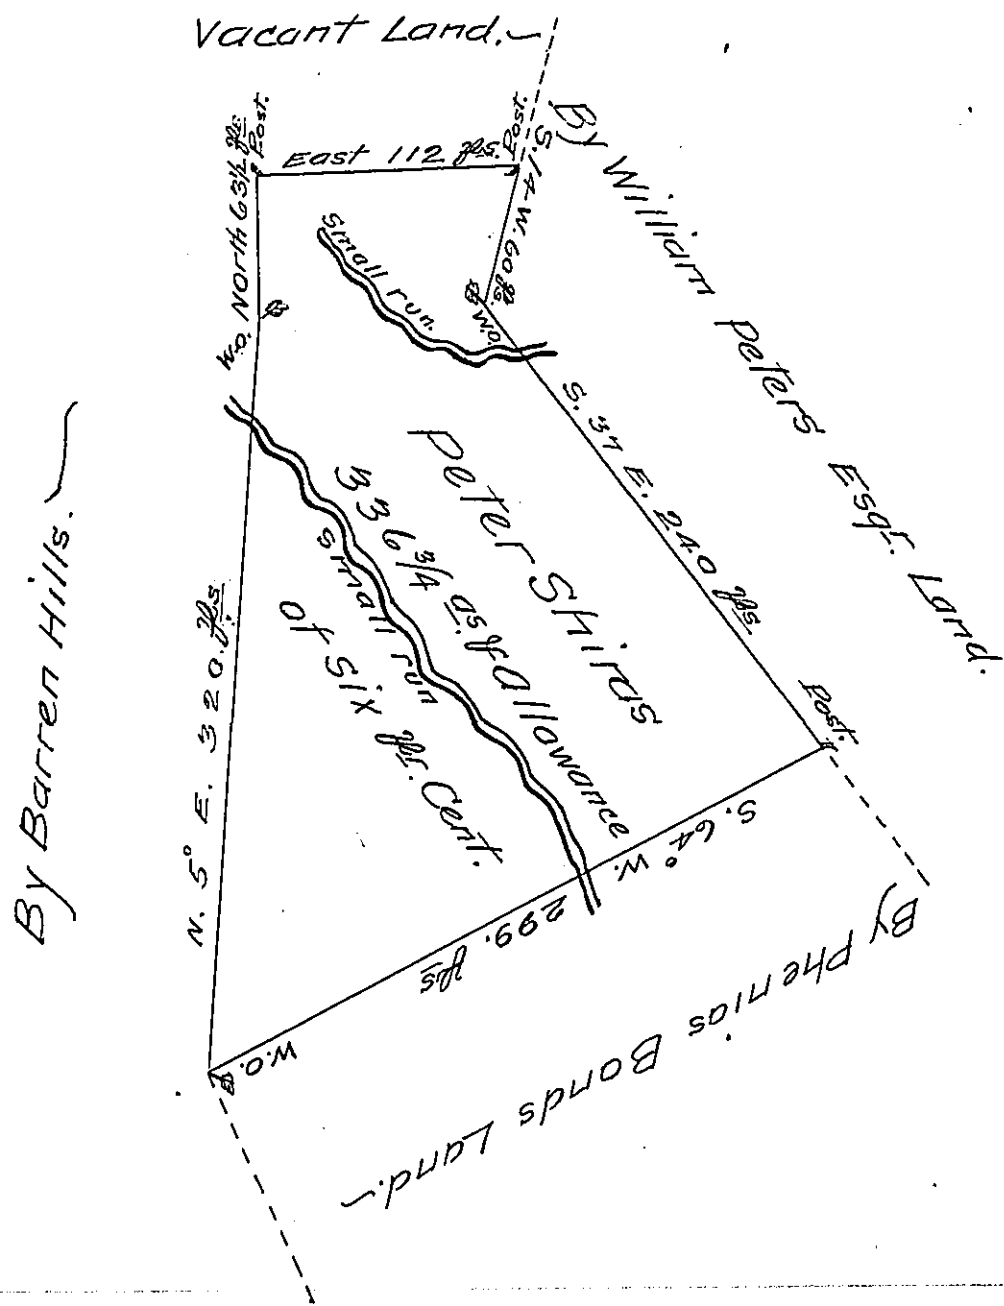 Vacant Land.
By William Peters Esqr. Land.
East 112 ps. Post.
Post.
W.O. North 63½ ps
S. 14 W. 60 ps.
W.O.
Small run.
S. 37 E. 240 ps.
Post.
Peter Shiras
336¾ as. & Allowance
of six pr. Cent.
small run
By Barren Hills.
N. 5° E. 320. ps
S. 64° W. 299. ps
W.O.
By Phenias Bonds Land.